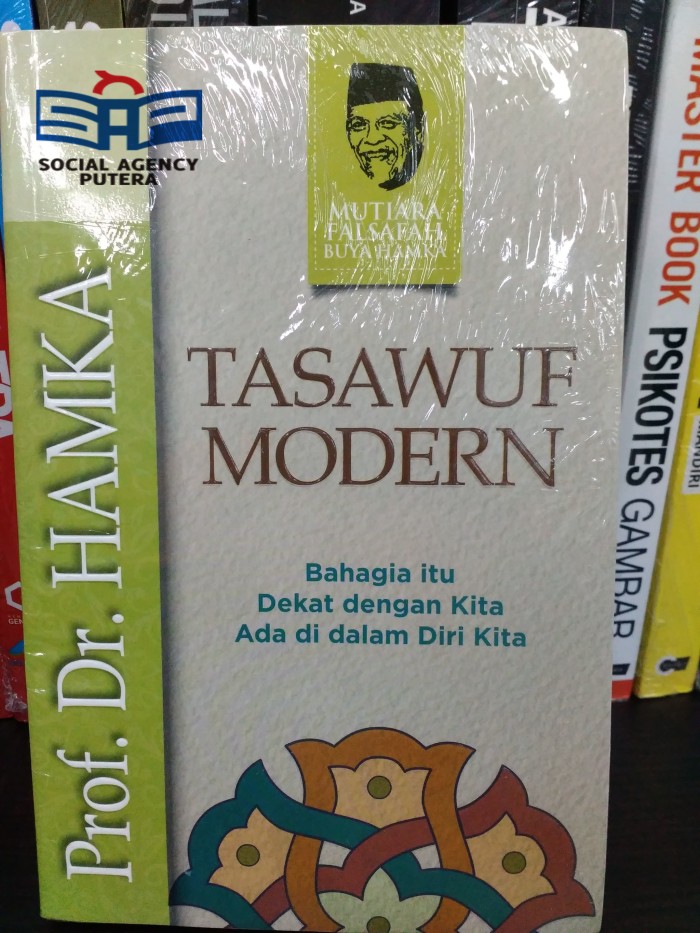 SAP
SOCIAL AGENCY
PUTERA
MUTIARA
FALSAFAH
BUYA HAMKA
Prof. Dr. HAMKA
TASAWUF
MODERN
Bahagia itu
Dekat dengan Kita
Ada di dalam Diri Kita
MASTER BOOK
PSIKOTES GAMBAR